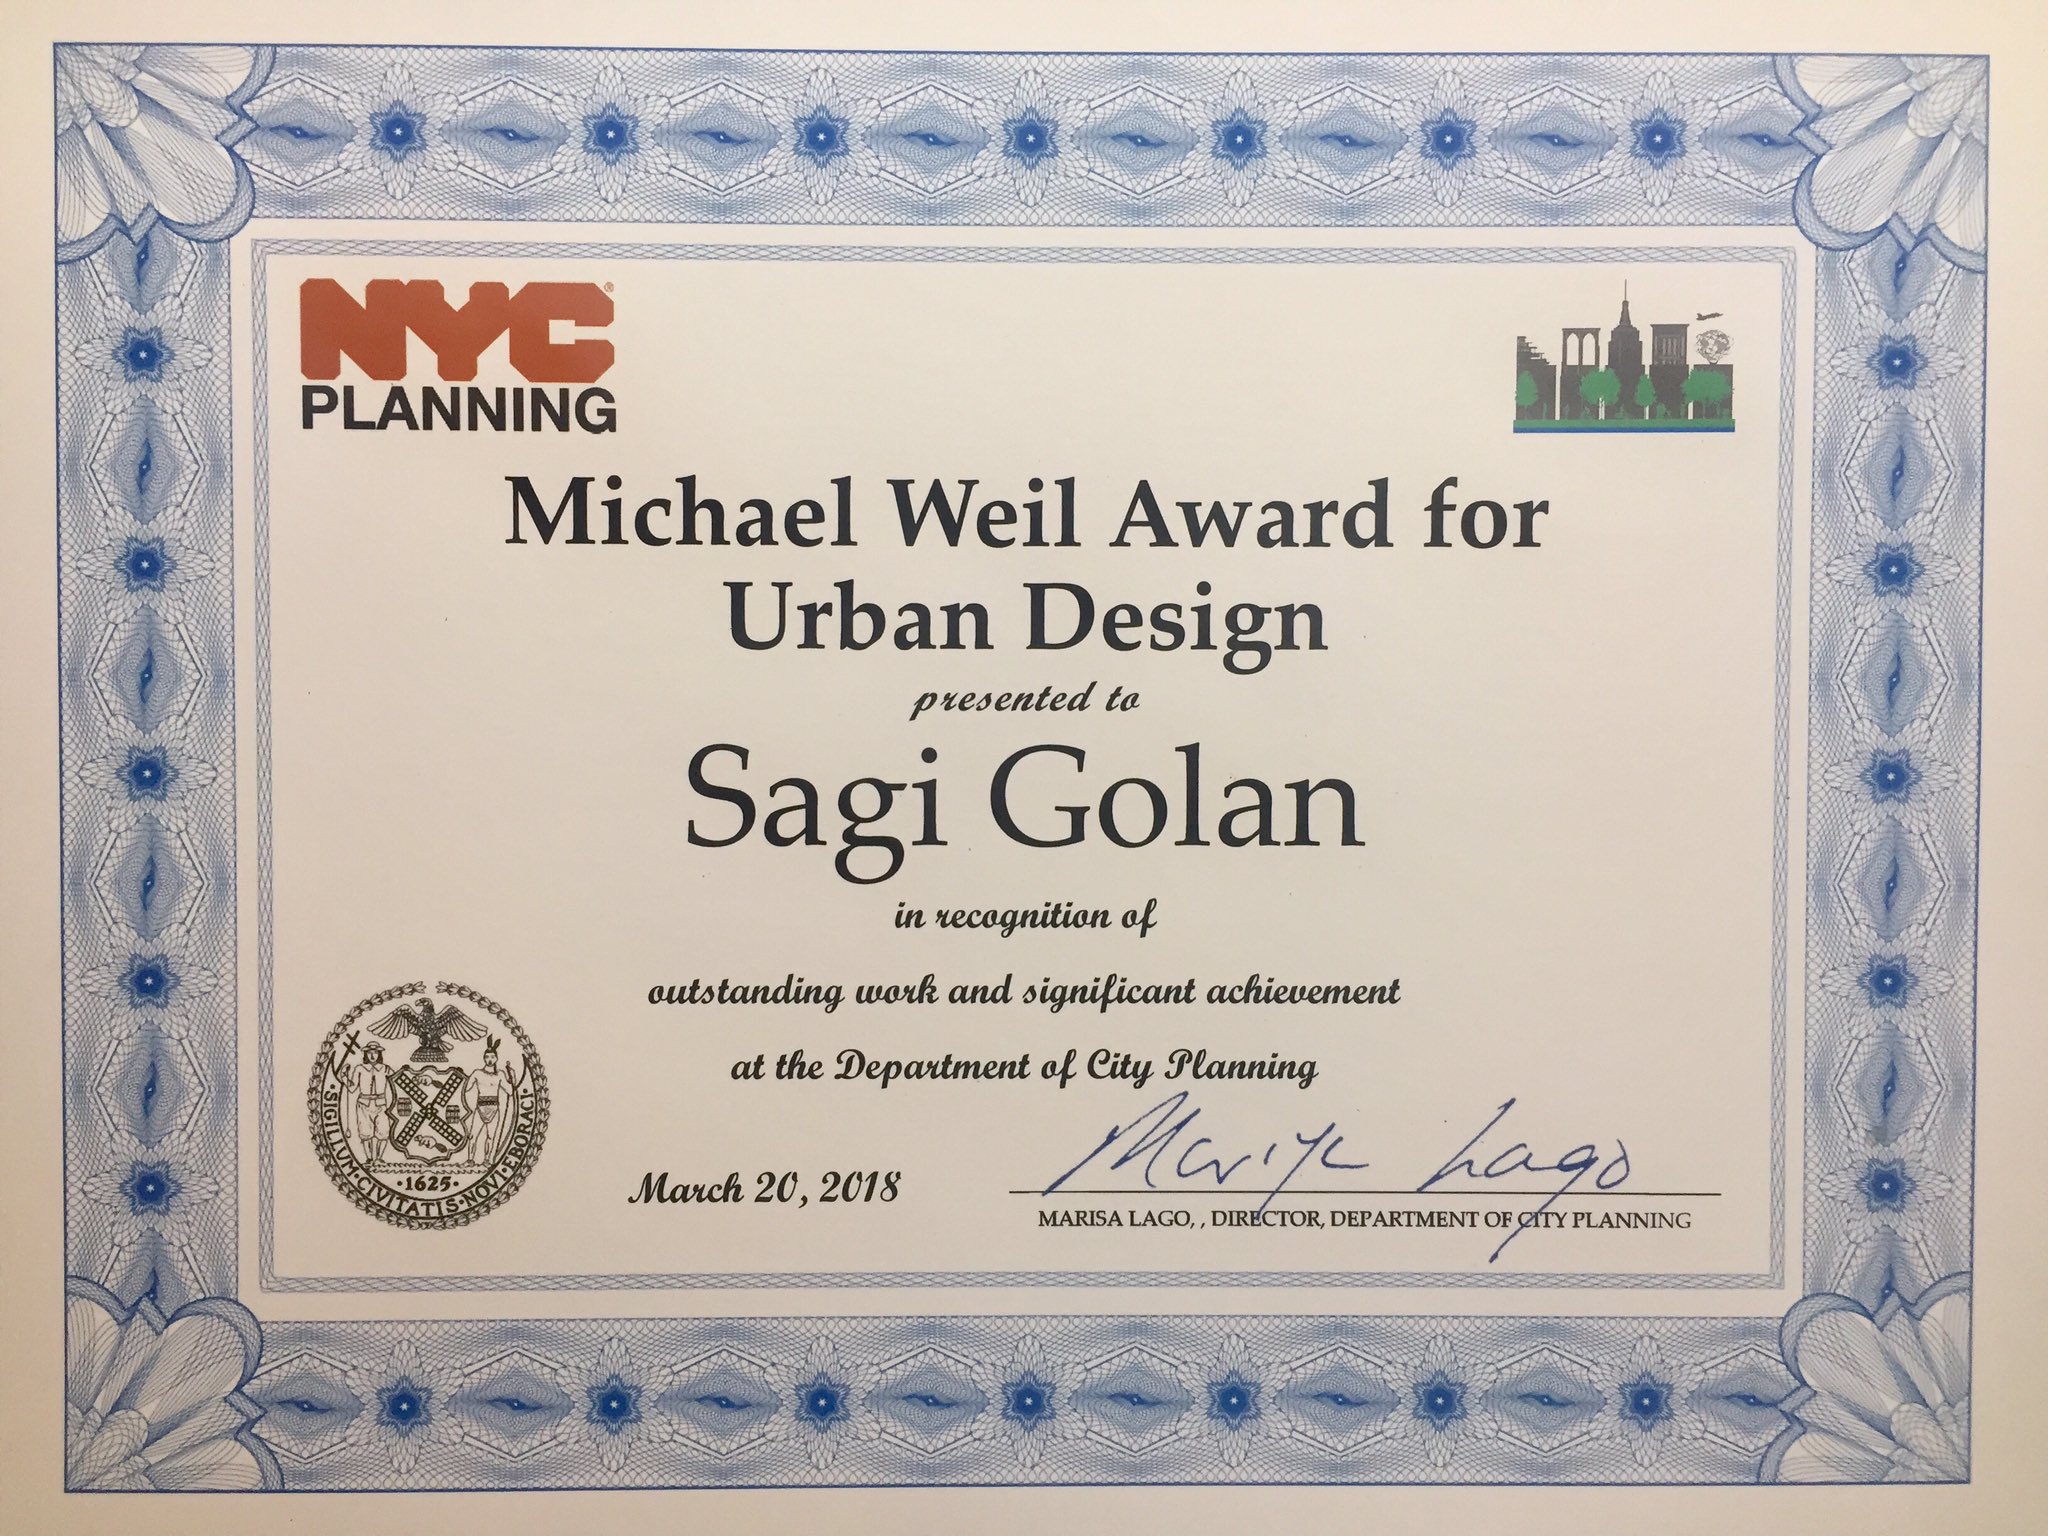 NYC®
PLANNING
Michael Weil Award for
Urban Design
presented to
Sagi Golan
in recognition of
outstanding work and significant achievement
at the Department of City Planning
·SIGILLUM·CIVITATIS·NOVI·EBORACI·
·1625·
March 20, 2018
Marisa Lago
MARISA LAGO, , DIRECTOR, DEPARTMENT OF CITY PLANNING